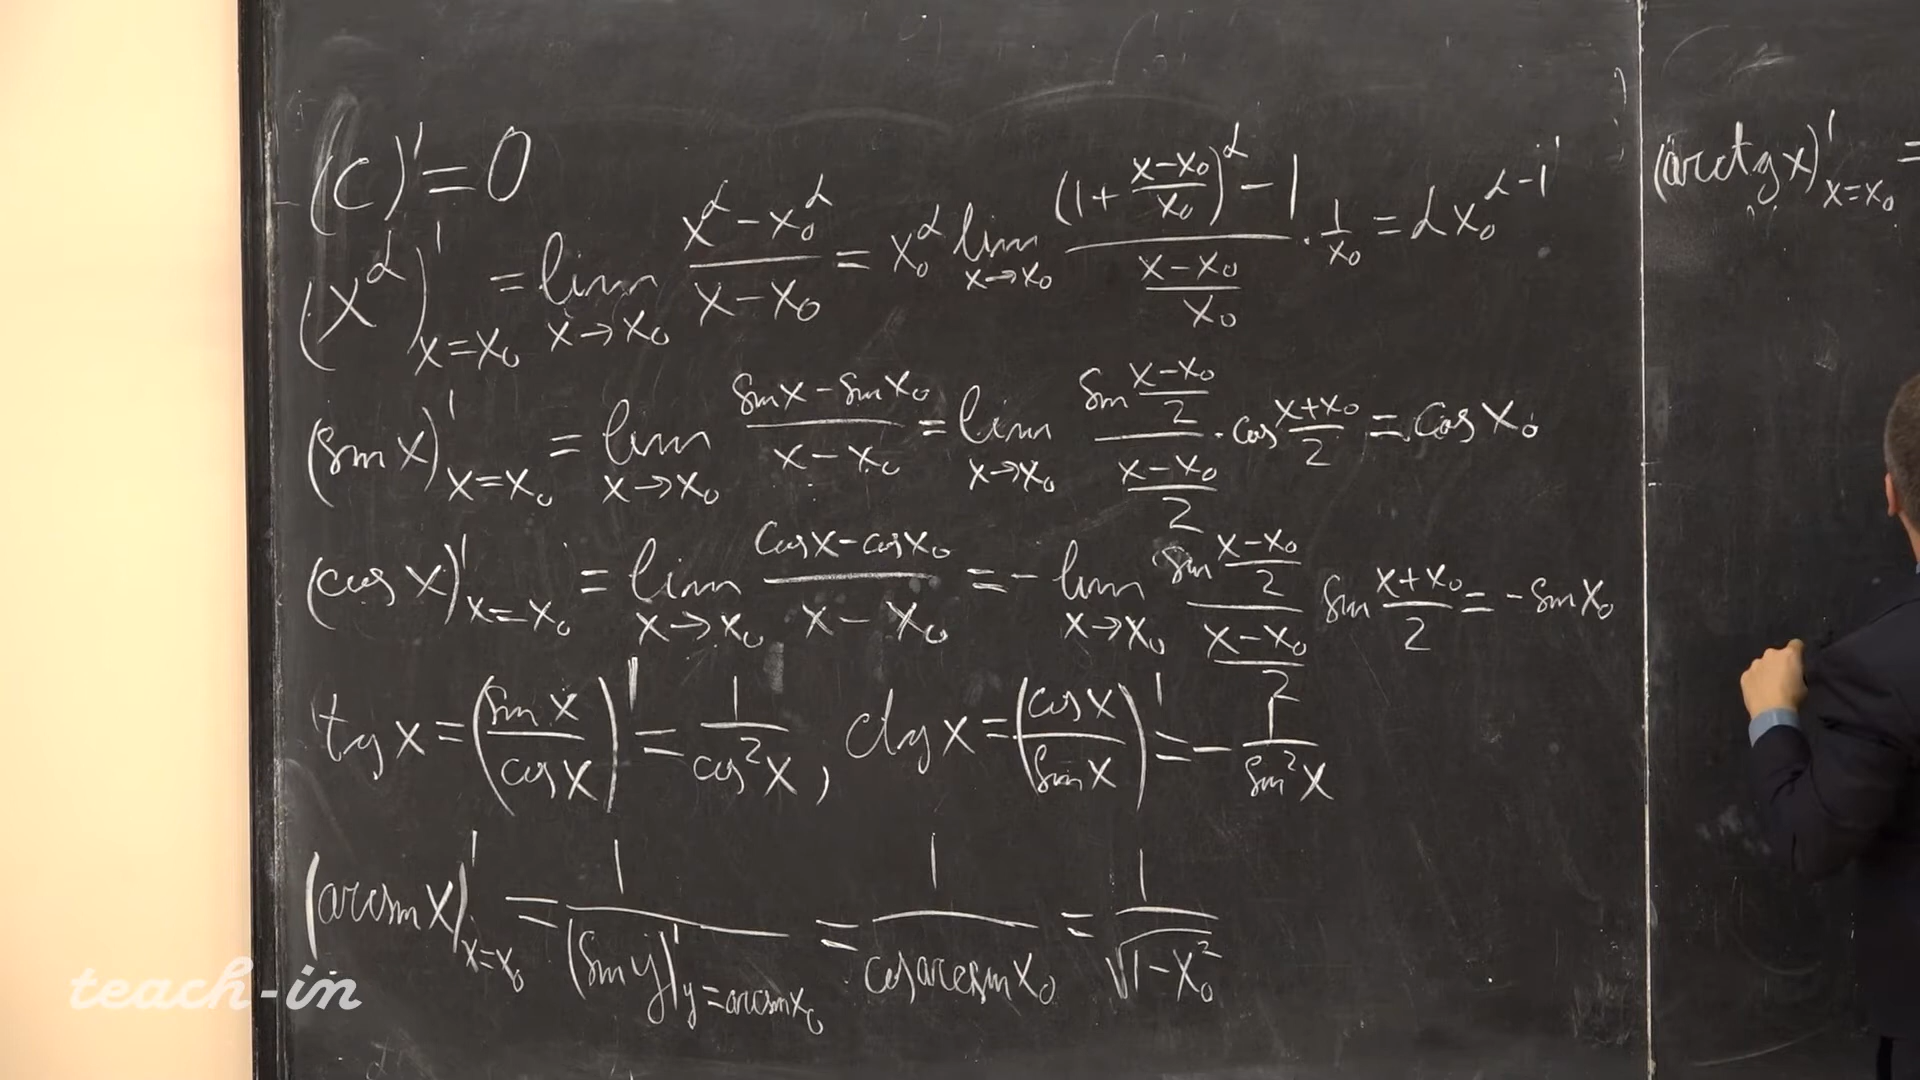 (c)' = 0
(x^α)'_{x=x₀} = lim_{x→x₀} (x^α − x₀^α)/(x − x₀) = x₀^α lim_{x→x₀} ((1 + (x−x₀)/x₀)^α − 1)/((x−x₀)/x₀) · 1/x₀ = αx₀^{α−1}
(sin x)'_{x=x₀} = lim_{x→x₀} (sin x − sin x₀)/(x − x₀) = lim_{x→x₀} (sin (x−x₀)/2)/((x−x₀)/2) · cos (x+x₀)/2 = cos x₀
(cos x)'_{x=x₀} = lim_{x→x₀} (cos x − cos x₀)/(x − x₀) = − lim_{x→x₀} (sin (x−x₀)/2)/((x−x₀)/2) sin (x+x₀)/2 = − sin x₀
tg x = (sin x/cos x)' = 1/cos² x, ctg x = (cos x/sin x)' = − 1/sin² x
(arcsin x)'_{x=x₀} = 1/(sin y)'_{y=arcsin x₀} = 1/cos arcsin x₀ = 1/√(1−x₀²)
(arctg x)'_{x=x₀} =
teach-in